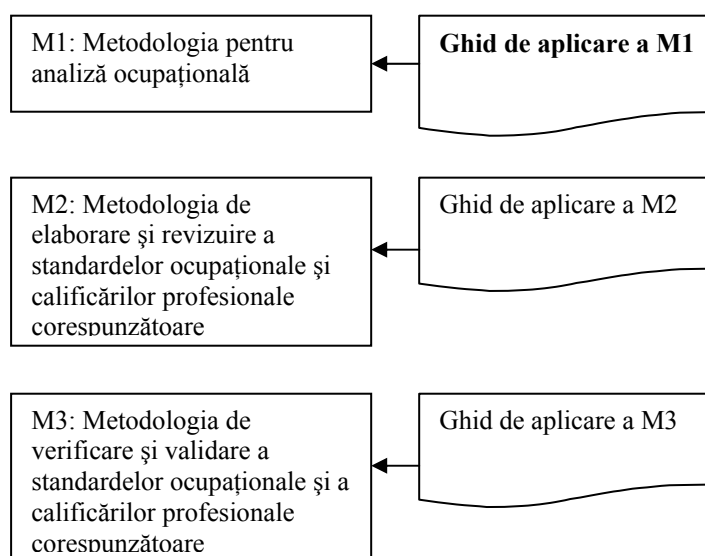 M1: Metodologia pentru
analiză ocupațională
Ghid de aplicare a M1
M2: Metodologia de
elaborare şi revizuire a
standardelor ocupaționale şi
calificărilor profesionale
corespunzătoare
Ghid de aplicare a M2
M3: Metodologia de
verificare şi validare a
standardelor ocupaționale şi a
calificărilor profesionale
corespunzătoare
Ghid de aplicare a M3